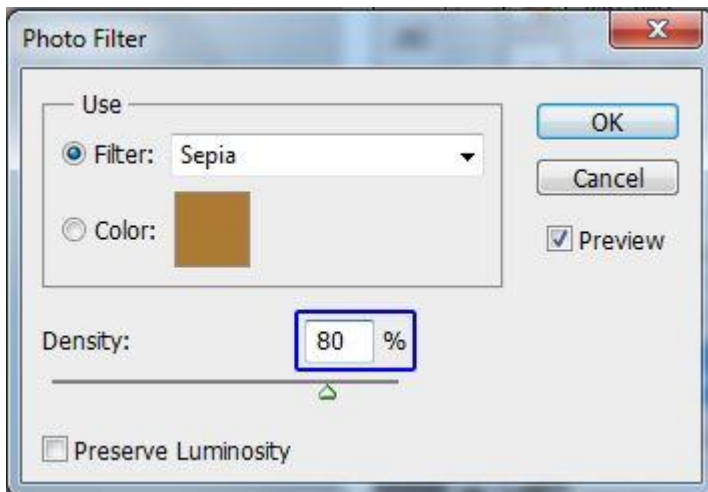 Photo Filter
Use
Filter: Sepia
Color:
OK
Cancel
Preview
Density: 80 %
Preserve Luminosity